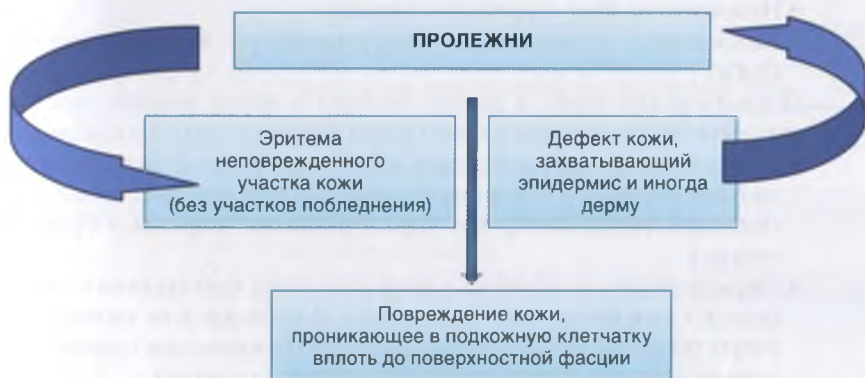 ПРОЛЕЖНИ
Эритема
неповрежденного
участка кожи
(без участков побледнения)
Дефект кожи,
захватывающий
эпидермис и иногда
дерму
Повреждение кожи,
проникающее в подкожную клетчатку
вплоть до поверхностной фасции